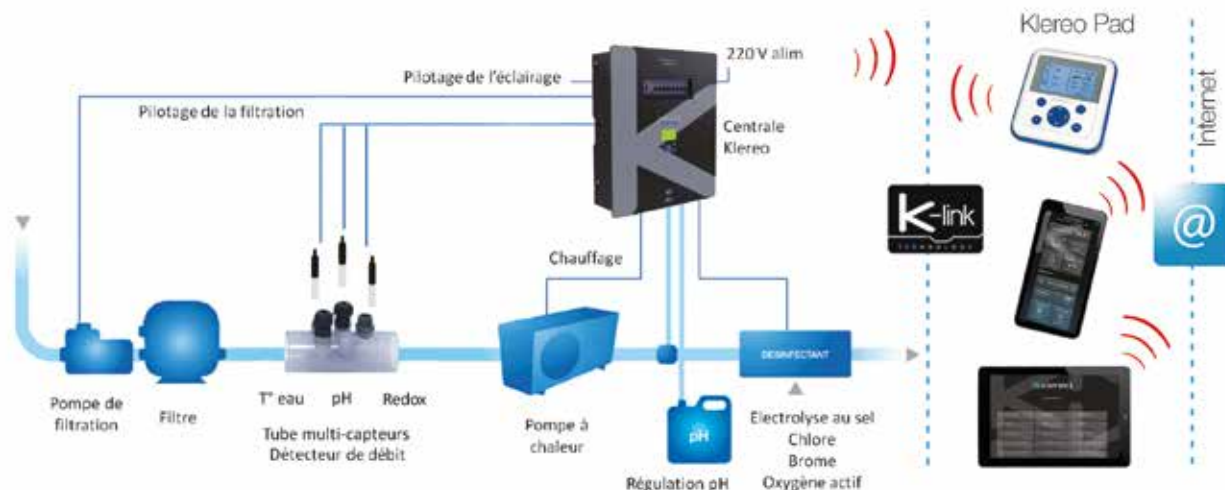 Klereo Pad
220 V alim
Pilotage de l'éclairage
Pilotage de la filtration
Centrale
Klereo
Internet
K-link
TECHNOLOGY
@
Chauffage
DESINFECTANT
Pompe de
filtration
Filtre
T° eau pH Redox
Tube multi-capteurs
Détecteur de débit
Pompe à
chaleur
pH
Régulation pH
Electrolyse au sel
Chlore
Brome
Oxygène actif